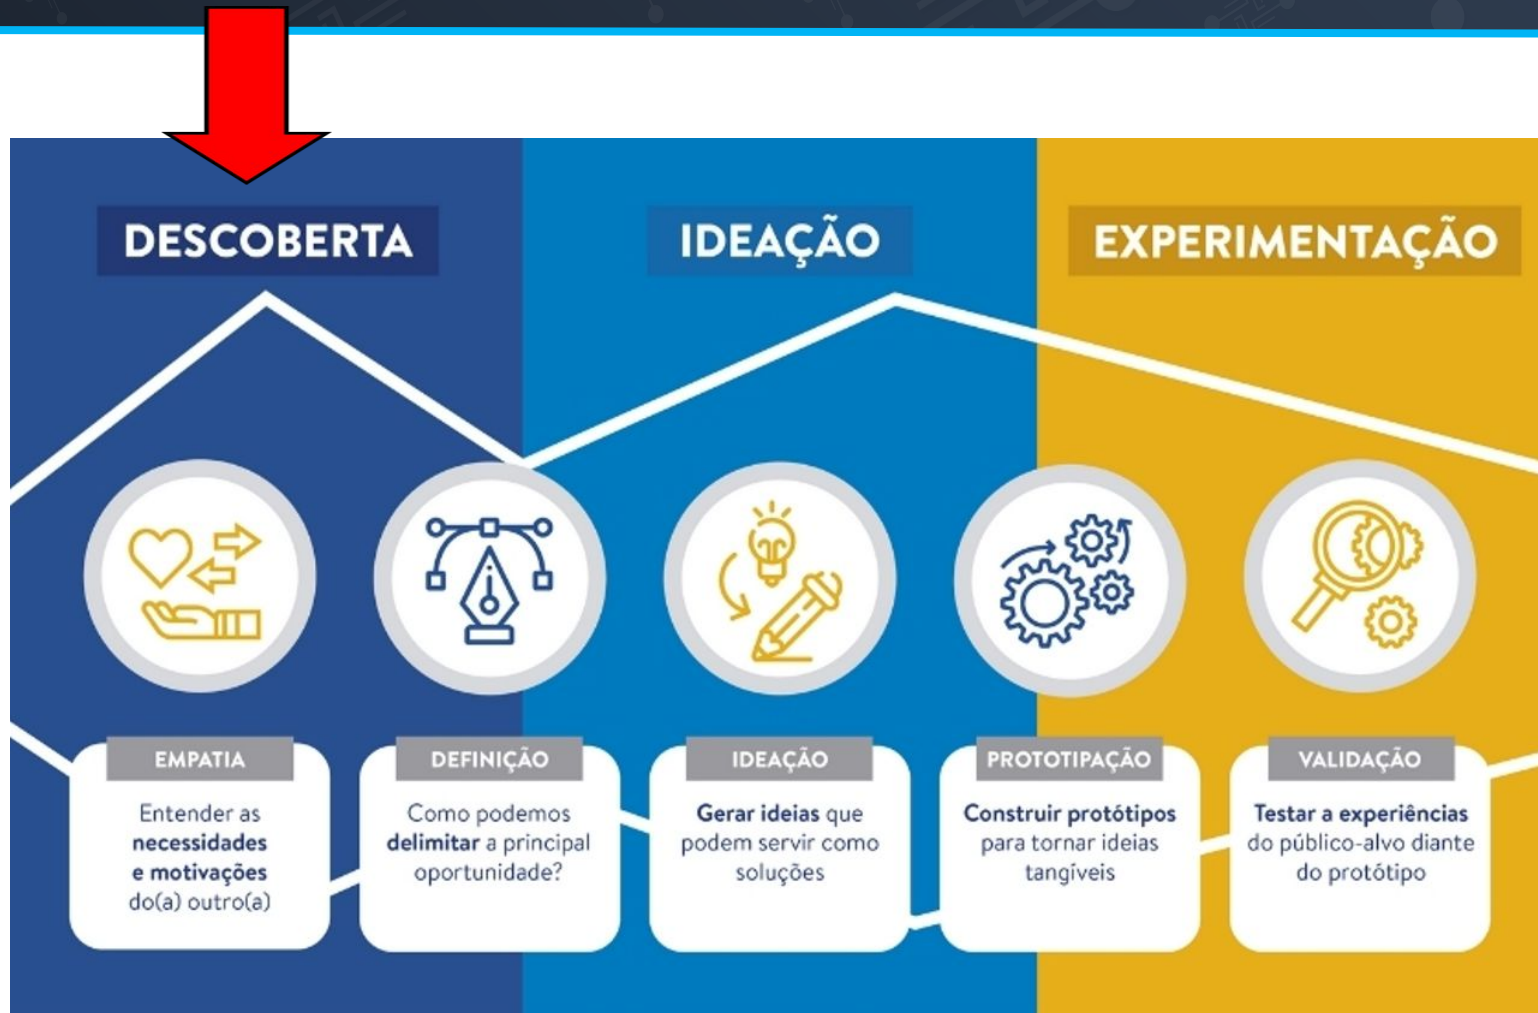 DESCOBERTA
IDEAÇÃO
EXPERIMENTAÇÃO
EMPATIA
Entender as
necessidades
e motivações
do(a) outro(a)
DEFINIÇÃO
Como podemos
delimitar a principal
oportunidade?
IDEAÇÃO
Gerar ideias que
podem servir como
soluções
PROTOTIPAÇÃO
Construir protótipos
para tornar ideias
tangíveis
VALIDAÇÃO
Testar a experiências
do público-alvo diante
do protótipo